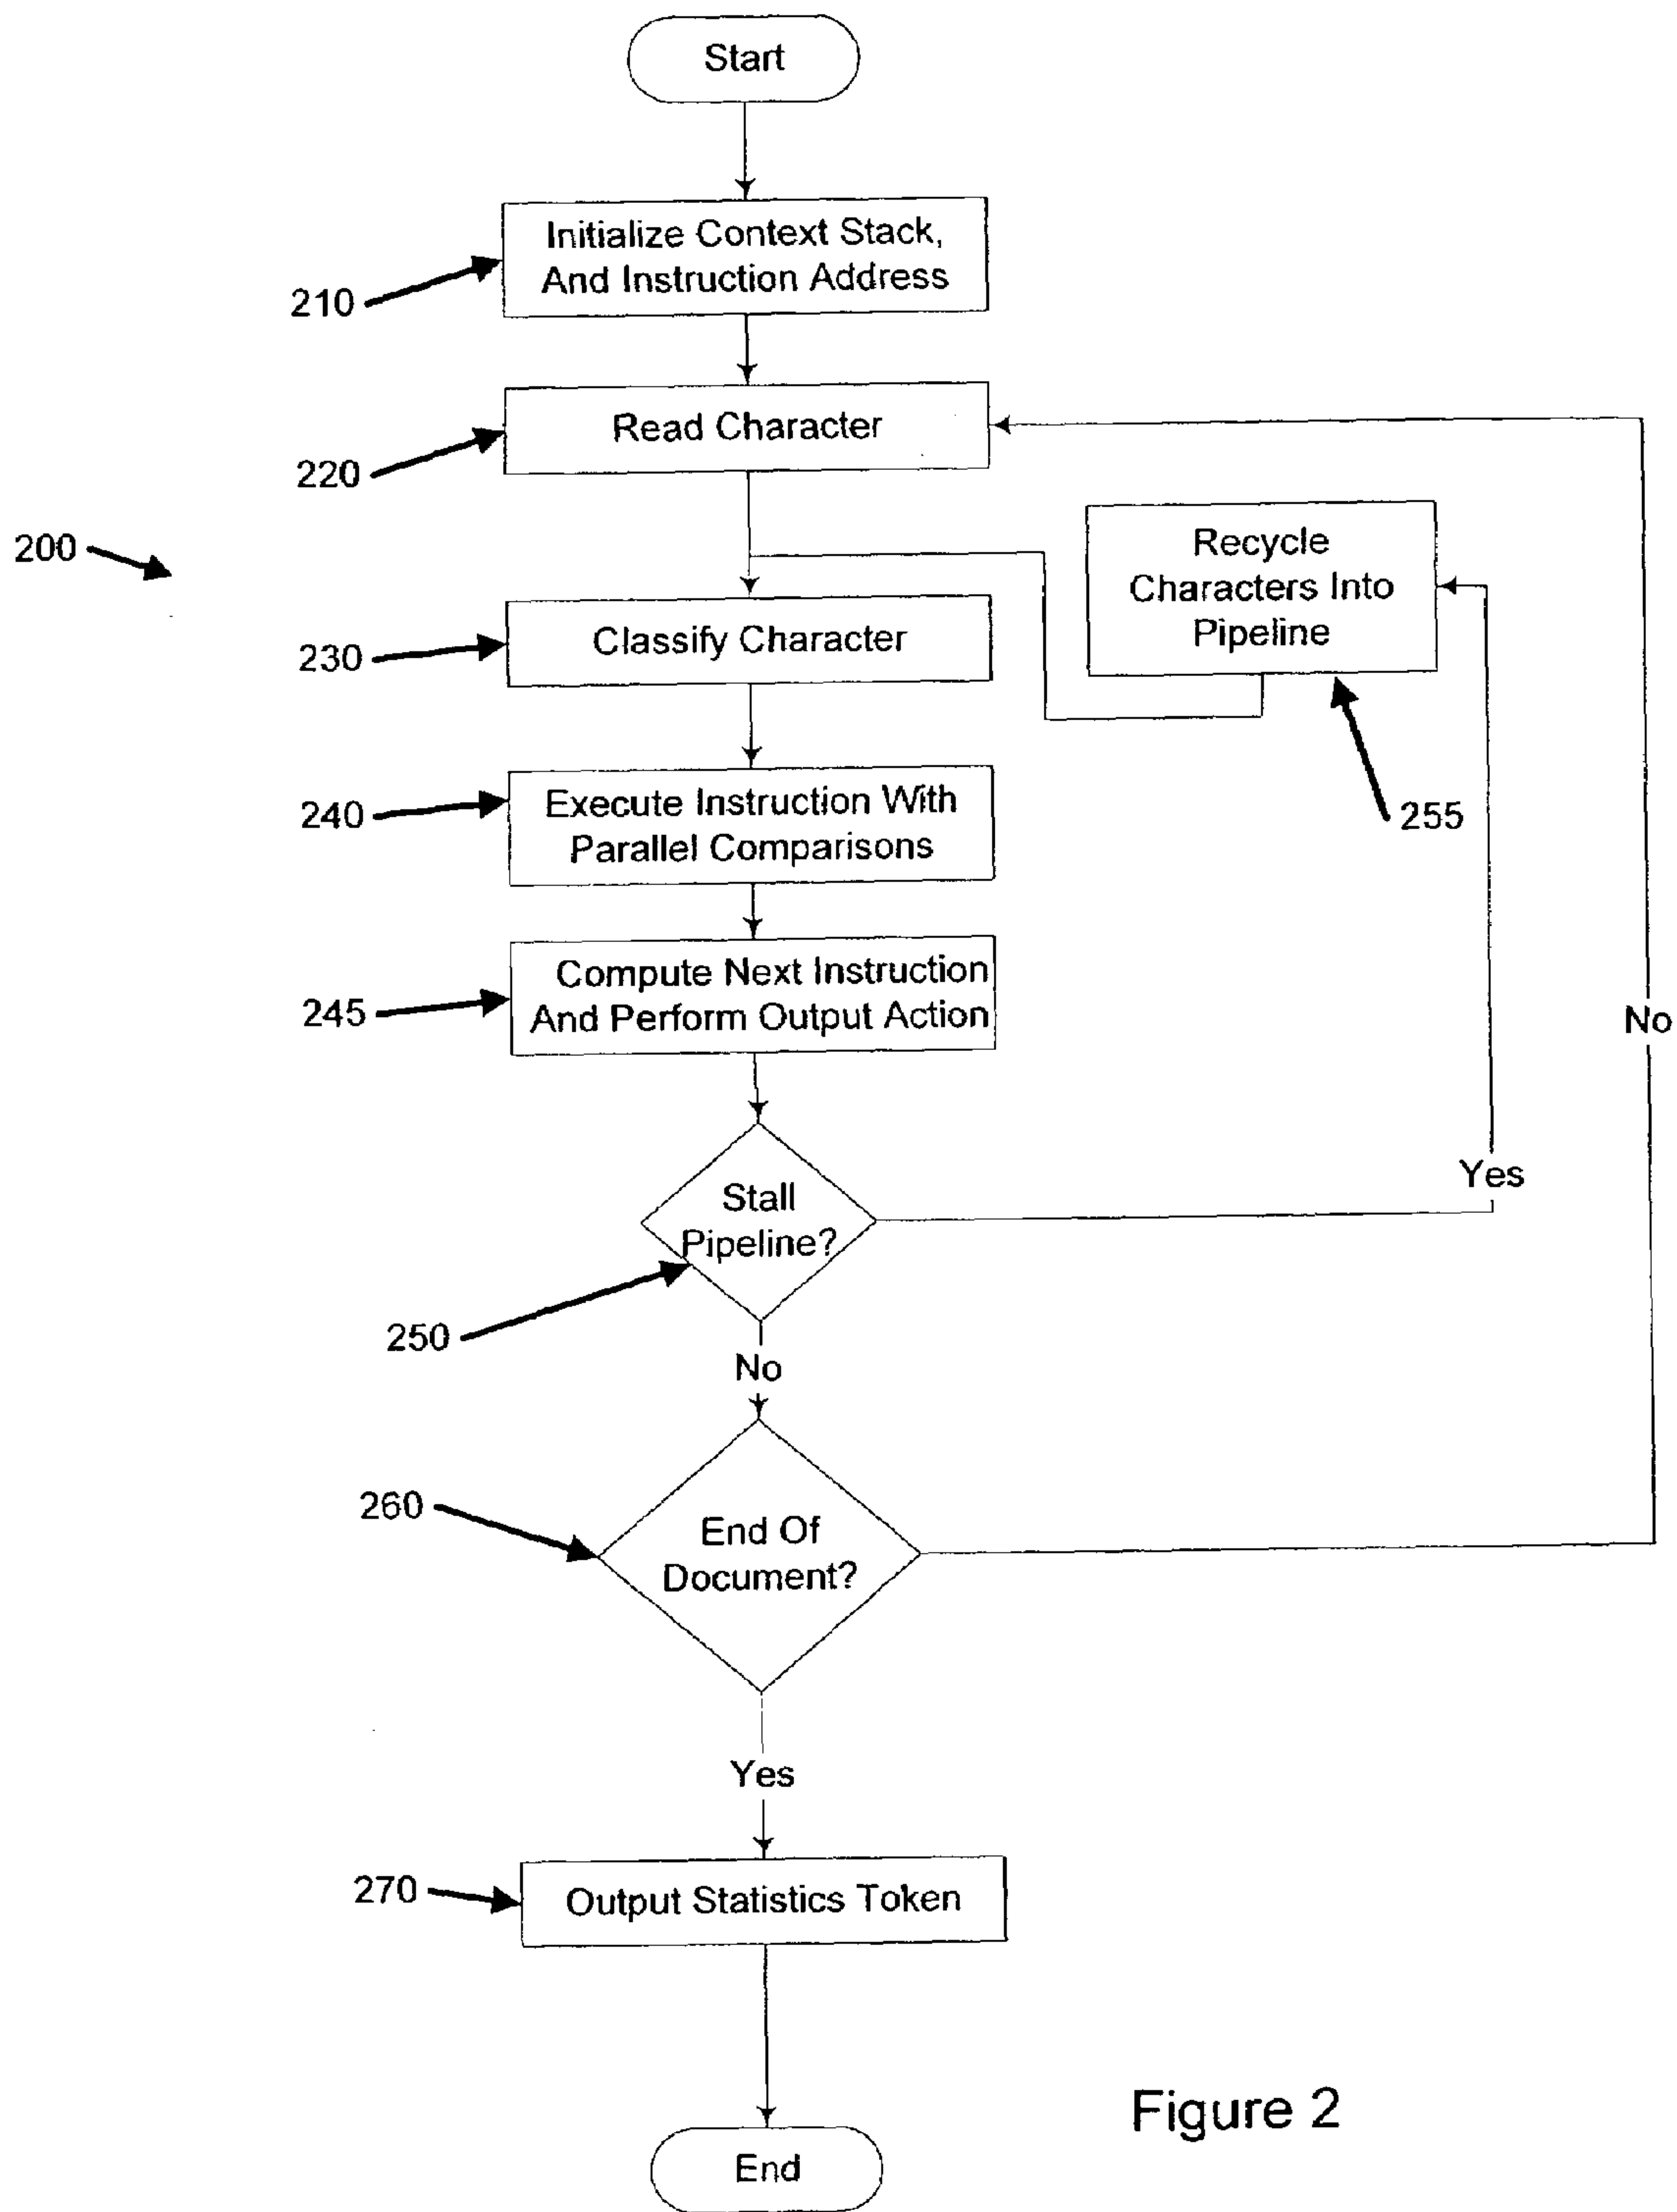 Start
Initialize Context Stack,
And Instruction Address
210
Read Character
220
200
Recycle
Characters Into
Pipeline
Classify Character
230
255
Execute Instruction With
Parallel Comparisons
240
Compute Next Instruction
And Perform Output Action
245
No
Stall
Pipeline?
Yes
250
No
260
End Of
Document?
Yes
270
Output Statistics Token
Figure 2
End